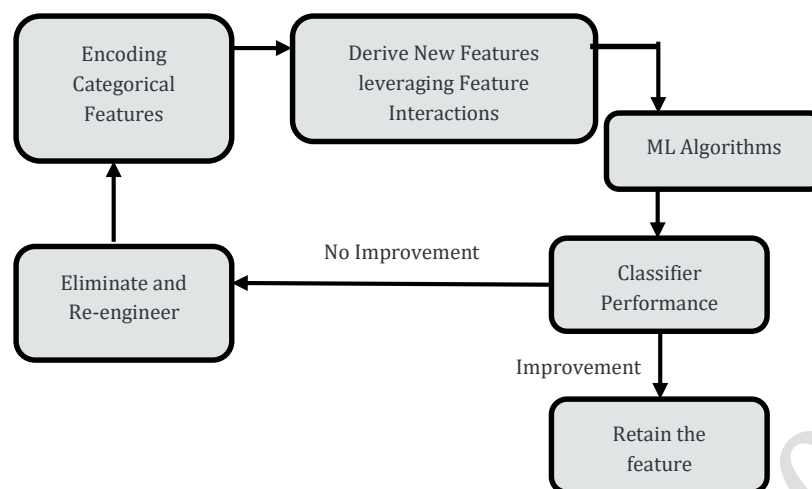 Encoding
Categorical
Features
Derive New Features
leveraging Feature
Interactions
ML Algorithms
No Improvement
Eliminate and
Re-engineer
Classifier
Performance
Improvement
Retain the
feature